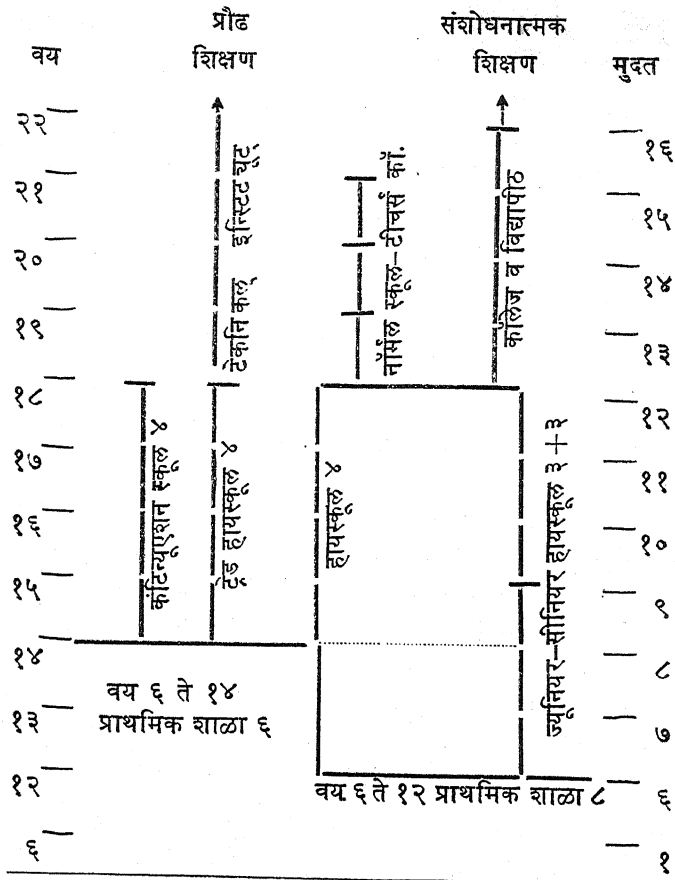 वय
प्रौढ
शिक्षण
संशोधनात्मक
शिक्षण
मुदत
२२
२१
२०
१९
१८
१७
१६
१५
१४
१३
१२
६
टेकनिकल् इन्स्टिट्यूट्
नॉर्मल स्कूल-टीचर्स कॉ.
कॉलेज व विद्यापीठ
कंटिन्यूएशन स्कूल ४
ट्रेड हायस्कूल ४
हायस्कूल ४
ज्यूनियर-सीनियर हायस्कूल ३+३
वय ६ ते १४
प्राथमिक शाळा ६
वय ६ ते १२ प्राथमिक शाळा ८
१६
१५
१४
१३
१२
११
१०
९
८
७
६
१